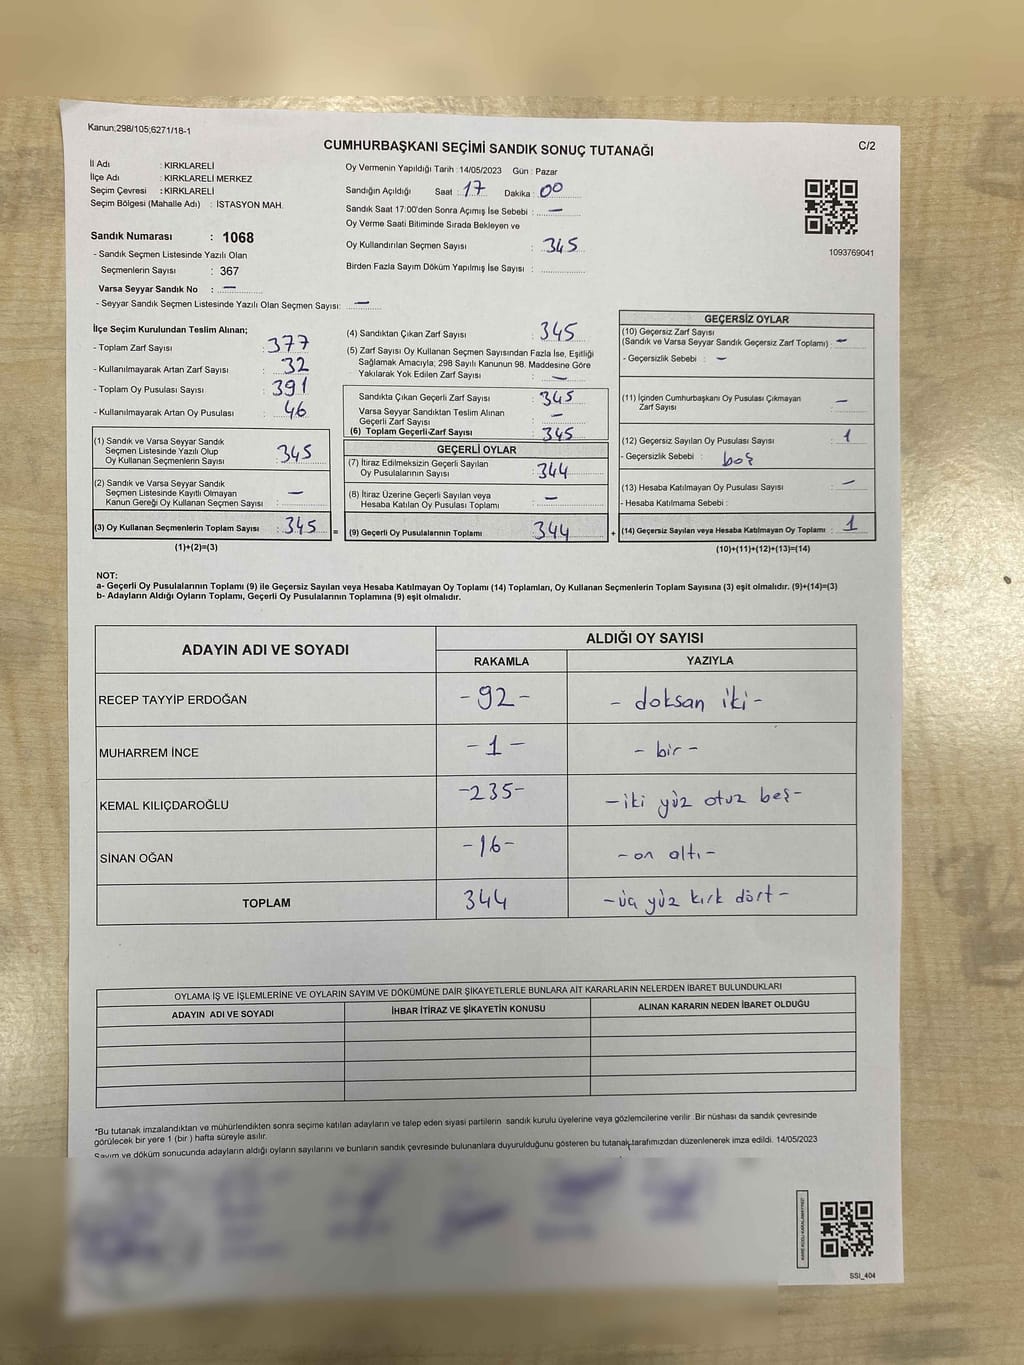 Kanun;298/105;6271/18-1
CUMHURBAŞKANI SEÇİMİ SANDIK SONUÇ TUTANAĞI
C/2
İl Adı : KIRKLARELİ
İlçe Adı : KIRKLARELİ MERKEZ
Seçim Çevresi : KIRKLARELİ
Seçim Bölgesi (Mahalle Adı) : İSTASYON MAH.
Sandık Numarası : 1068
- Sandık Seçmen Listesinde Yazılı Olan
Seçmenlerin Sayısı : 367
Varsa Seyyar Sandık No : —
- Seyyar Sandık Seçmen Listesinde Yazılı Olan Seçmen Sayısı: —
Oy Vermenin Yapıldığı Tarih : 14/05/2023 Gün : Pazar
Sandığın Açıldığı Saat : 17 Dakika : 00
Sandık Saat 17:00'den Sonra Açımış İse Sebebi : —
Oy Verme Saati Bitiminde Sırada Bekleyen ve
Oy Kullandırılan Seçmen Sayısı : 345
Birden Fazla Sayım Döküm Yapılmış İse Sayısı :
1093769041
İlçe Seçim Kurulundan Teslim Alınan;
- Toplam Zarf Sayısı : 377
- Kullanılmayarak Artan Zarf Sayısı : 32
- Toplam Oy Pusulası Sayısı : 391
- Kullanılmayarak Artan Oy Pusulası : 46
(1) Sandık ve Varsa Seyyar Sandık
Seçmen Listesinde Yazılı Olup
Oy Kullanan Seçmenlerin Sayısı : 345
(2) Sandık ve Varsa Seyyar Sandık
Seçmen Listesinde Kayıtlı Olmayan
Kanun Gereği Oy Kullanan Seçmen Sayısı : —
(3) Oy Kullanan Seçmenlerin Toplam Sayısı : 345 =
(1)+(2)=(3)
(4) Sandıktan Çıkan Zarf Sayısı : 345
(5) Zarf Sayısı Oy Kullanan Seçmen Sayısından Fazla İse, Eşitliği
Sağlamak Amacıyla; 298 Sayılı Kanunun 98. Maddesine Göre
Yakılarak Yok Edilen Zarf Sayısı : —
Sandıkta Çıkan Geçerli Zarf Sayısı : 345
Varsa Seyyar Sandıktan Teslim Alınan
Geçerli Zarf Sayısı : —
(6) Toplam Geçerli Zarf Sayısı : 345
GEÇERLİ OYLAR
(7) İtiraz Edilmeksizin Geçerli Sayılan
Oy Pusulalarının Sayısı : 344
(8) İtiraz Üzerine Geçerli Sayılan veya
Hesaba Katılan Oy Pusulası Toplamı : —
(9) Geçerli Oy Pusulalarının Toplamı : 344 +
GEÇERSİZ OYLAR
(10) Geçersiz Zarf Sayısı
(Sandık ve Varsa Seyyar Sandık Geçersiz Zarf Toplamı) : —
- Geçersizlik Sebebi : —
(11) İçinden Cumhurbaşkanı Oy Pusulası Çıkmayan
Zarf Sayısı : —
(12) Geçersiz Sayılan Oy Pusulası Sayısı : 1
- Geçersizlik Sebebi : boş
(13) Hesaba Katılmayan Oy Pusulası Sayısı : —
- Hesaba Katılmama Sebebi :
(14) Geçersiz Sayılan veya Hesaba Katılmayan Oy Toplamı : 1
(10)+(11)+(12)+(13)=(14)
NOT:
a- Geçerli Oy Pusulalarının Toplamı (9) ile Geçersiz Sayılan veya Hesaba Katılmayan Oy Toplamı (14) Toplamları, Oy Kullanan Seçmenlerin Toplam Sayısına (3) eşit olmalıdır. (9)+(14)=(3)
b- Adayların Aldığı Oyların Toplamı, Geçerli Oy Pusulalarının Toplamına (9) eşit olmalıdır.
ADAYIN ADI VE SOYADI
ALDIĞI OY SAYISI
RAKAMLA YAZIYLA
RECEP TAYYİP ERDOĞAN -92- - doksan iki -
MUHARREM İNCE -1- - bir -
KEMAL KILIÇDAROĞLU -235- -iki yüz otuz beş-
SİNAN OĞAN -16- -on altı-
TOPLAM 344 -üç yüz kırk dört-
OYLAMA İŞ VE İŞLEMLERİNE VE OYLARIN SAYIM VE DÖKÜMÜNE DAİR ŞİKAYETLERLE BUNLARA AİT KARARLARIN NELERDEN İBARET BULUNDUKLARI
ADAYIN ADI VE SOYADI İHBAR İTİRAZ VE ŞİKAYETİN KONUSU ALINAN KARARIN NEDEN İBARET OLDUĞU
*Bu tutanak imzalandıktan ve mühürlendikten sonra seçime katılan adayların ve talep eden siyasi partilerin sandık kurulu üyelerine veya gözlemcilerine verilir .Bir nüshası da sandık çevresinde
görülecek bir yere 1 (bir ) hafta süreyle asılır.
Sayım ve döküm sonucunda adayların aldığı oyların sayılarını ve bunların sandık çevresinde bulunanlara duyurulduğunu gösteren bu tutanak tarafımızdan düzenlenerek imza edildi. 14/05/2023
SSI_404